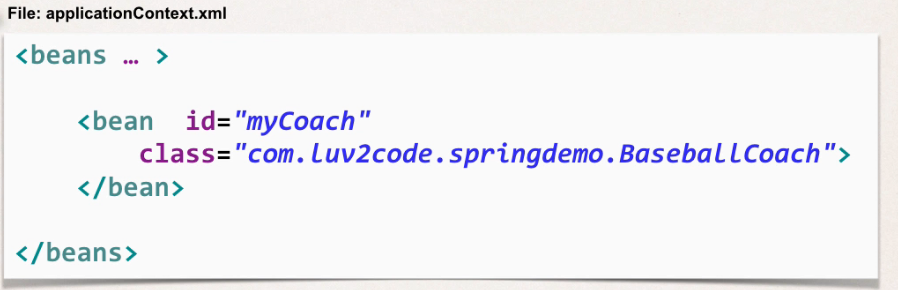 File: applicationContext.xml
<beans … >
<bean id="myCoach"
class="com.luv2code.springdemo.BaseballCoach">
</bean>
</beans>